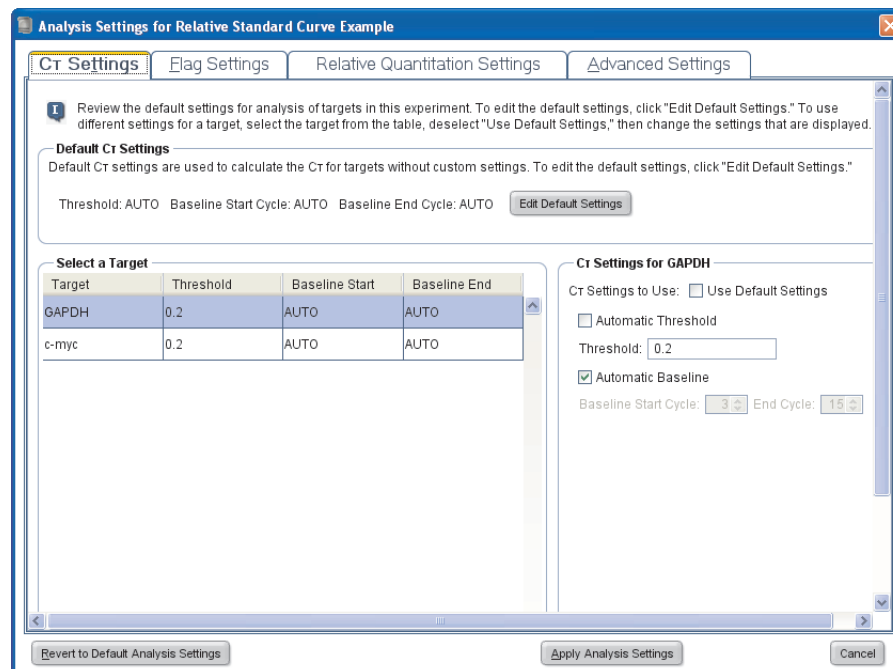 Analysis Settings for Relative Standard Curve Example
CT Settings
Flag Settings
Relative Quantitation Settings
Advanced Settings
Review the default settings for analysis of targets in this experiment. To edit the default settings, click "Edit Default Settings." To use
different settings for a target, select the target from the table, deselect "Use Default Settings," then change the settings that are displayed.
Default CT Settings
Default CT settings are used to calculate the CT for targets without custom settings. To edit the default settings, click "Edit Default Settings."
Threshold: AUTO Baseline Start Cycle: AUTO Baseline End Cycle: AUTO Edit Default Settings
Select a Target
Target Threshold Baseline Start Baseline End
GAPDH 0.2 AUTO AUTO
c-myc 0.2 AUTO AUTO
CT Settings for GAPDH
CT Settings to Use: Use Default Settings
Automatic Threshold
Threshold: 0.2
Automatic Baseline
Baseline Start Cycle: 3 End Cycle: 15
Revert to Default Analysis Settings
Apply Analysis Settings
Cancel